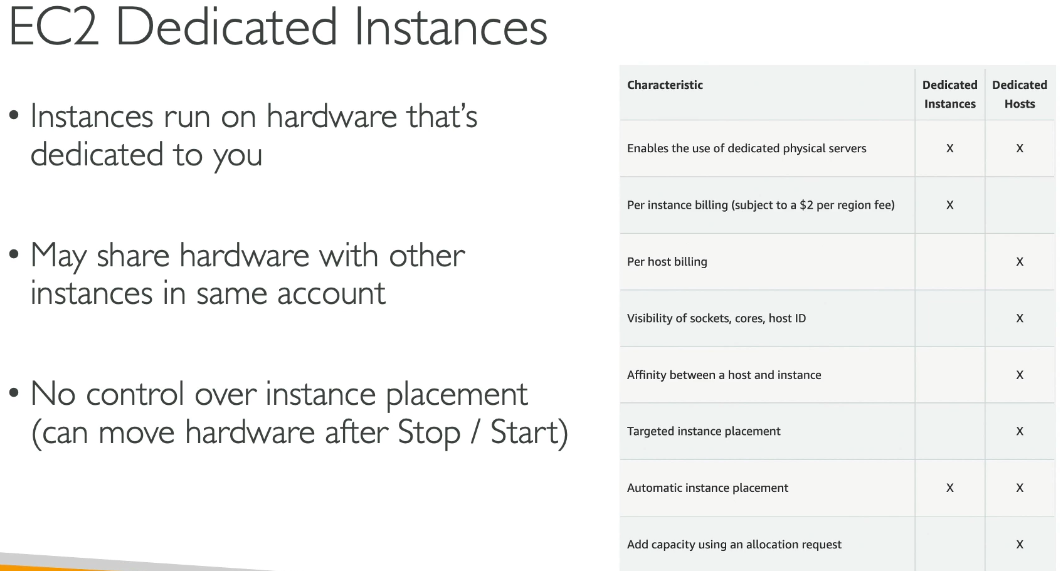 EC2 Dedicated Instances
• Instances run on hardware that's
dedicated to you
• May share hardware with other
instances in same account
• No control over instance placement
(can move hardware after Stop / Start)
Characteristic Dedicated Instances Dedicated Hosts
Enables the use of dedicated physical servers X X
Per instance billing (subject to a $2 per region fee) X
Per host billing X
Visibility of sockets, cores, host ID X
Affinity between a host and instance X
Targeted instance placement X
Automatic instance placement X X
Add capacity using an allocation request X